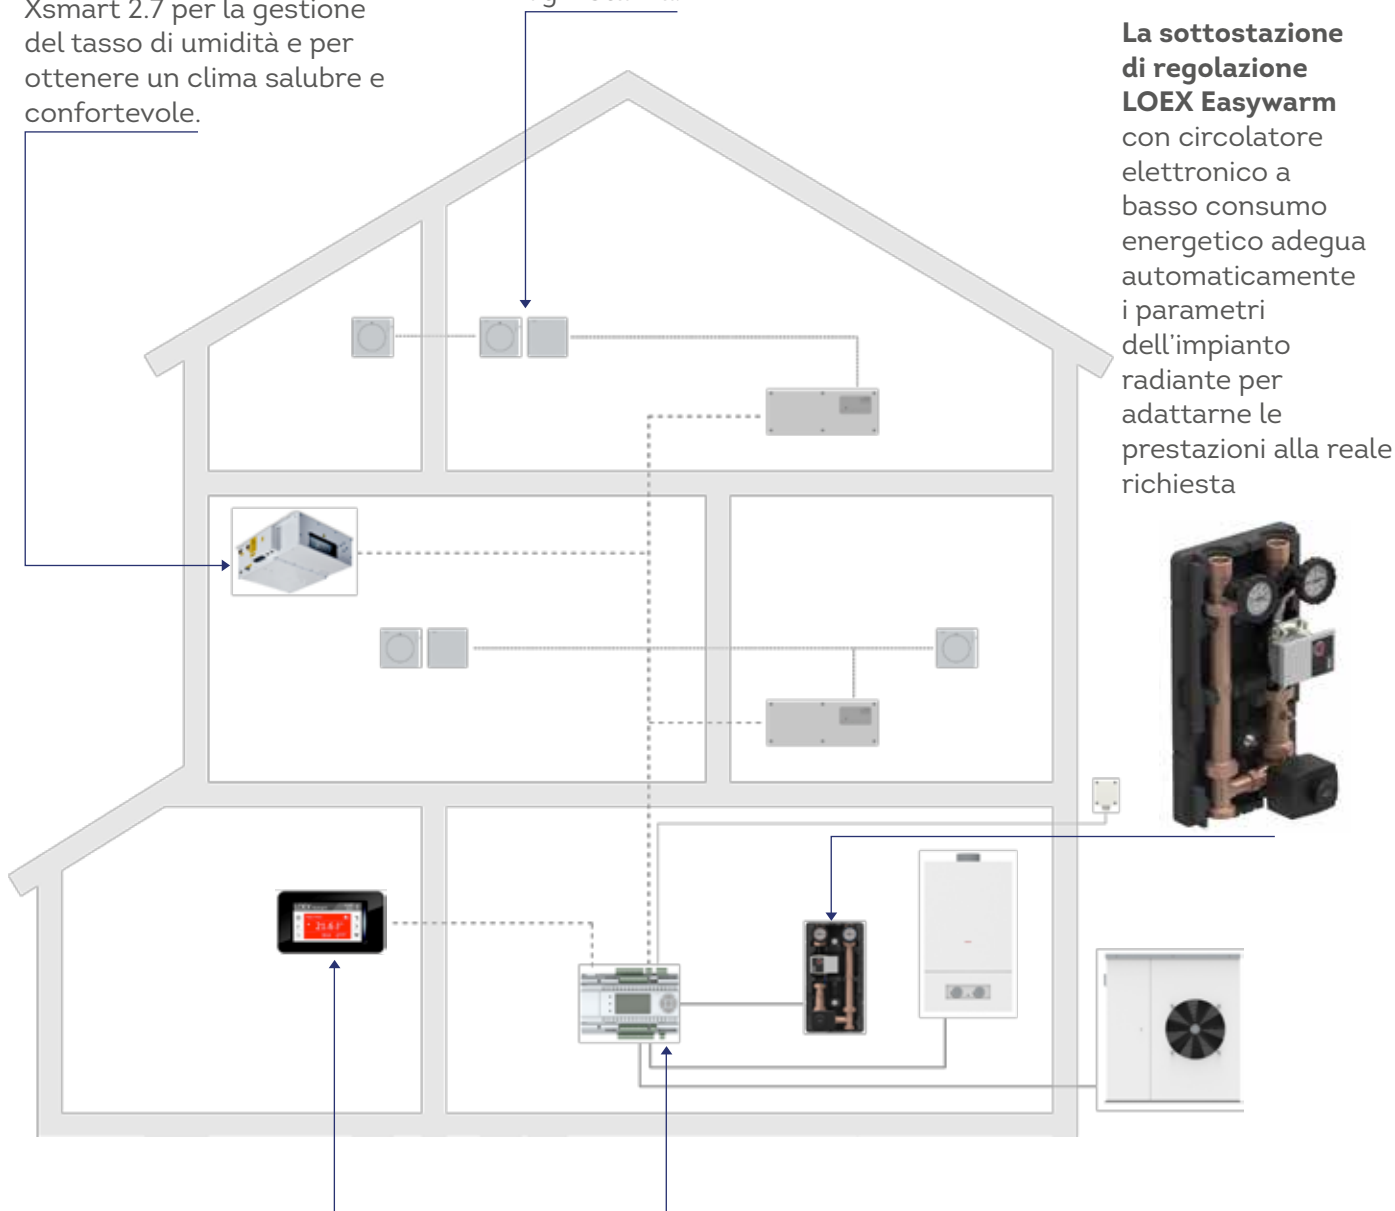 Xsmart 2.7 per la gestione
del tasso di umidità e per
ottenere un clima salubre e
confortevole.
La sottostazione
di regolazione
LOEX Easywarm
con circolatore
elettronico a
basso consumo
energetico adegua
automaticamente
i parametri
dell'impianto
radiante per
adattarne le
prestazioni alla reale
richiesta